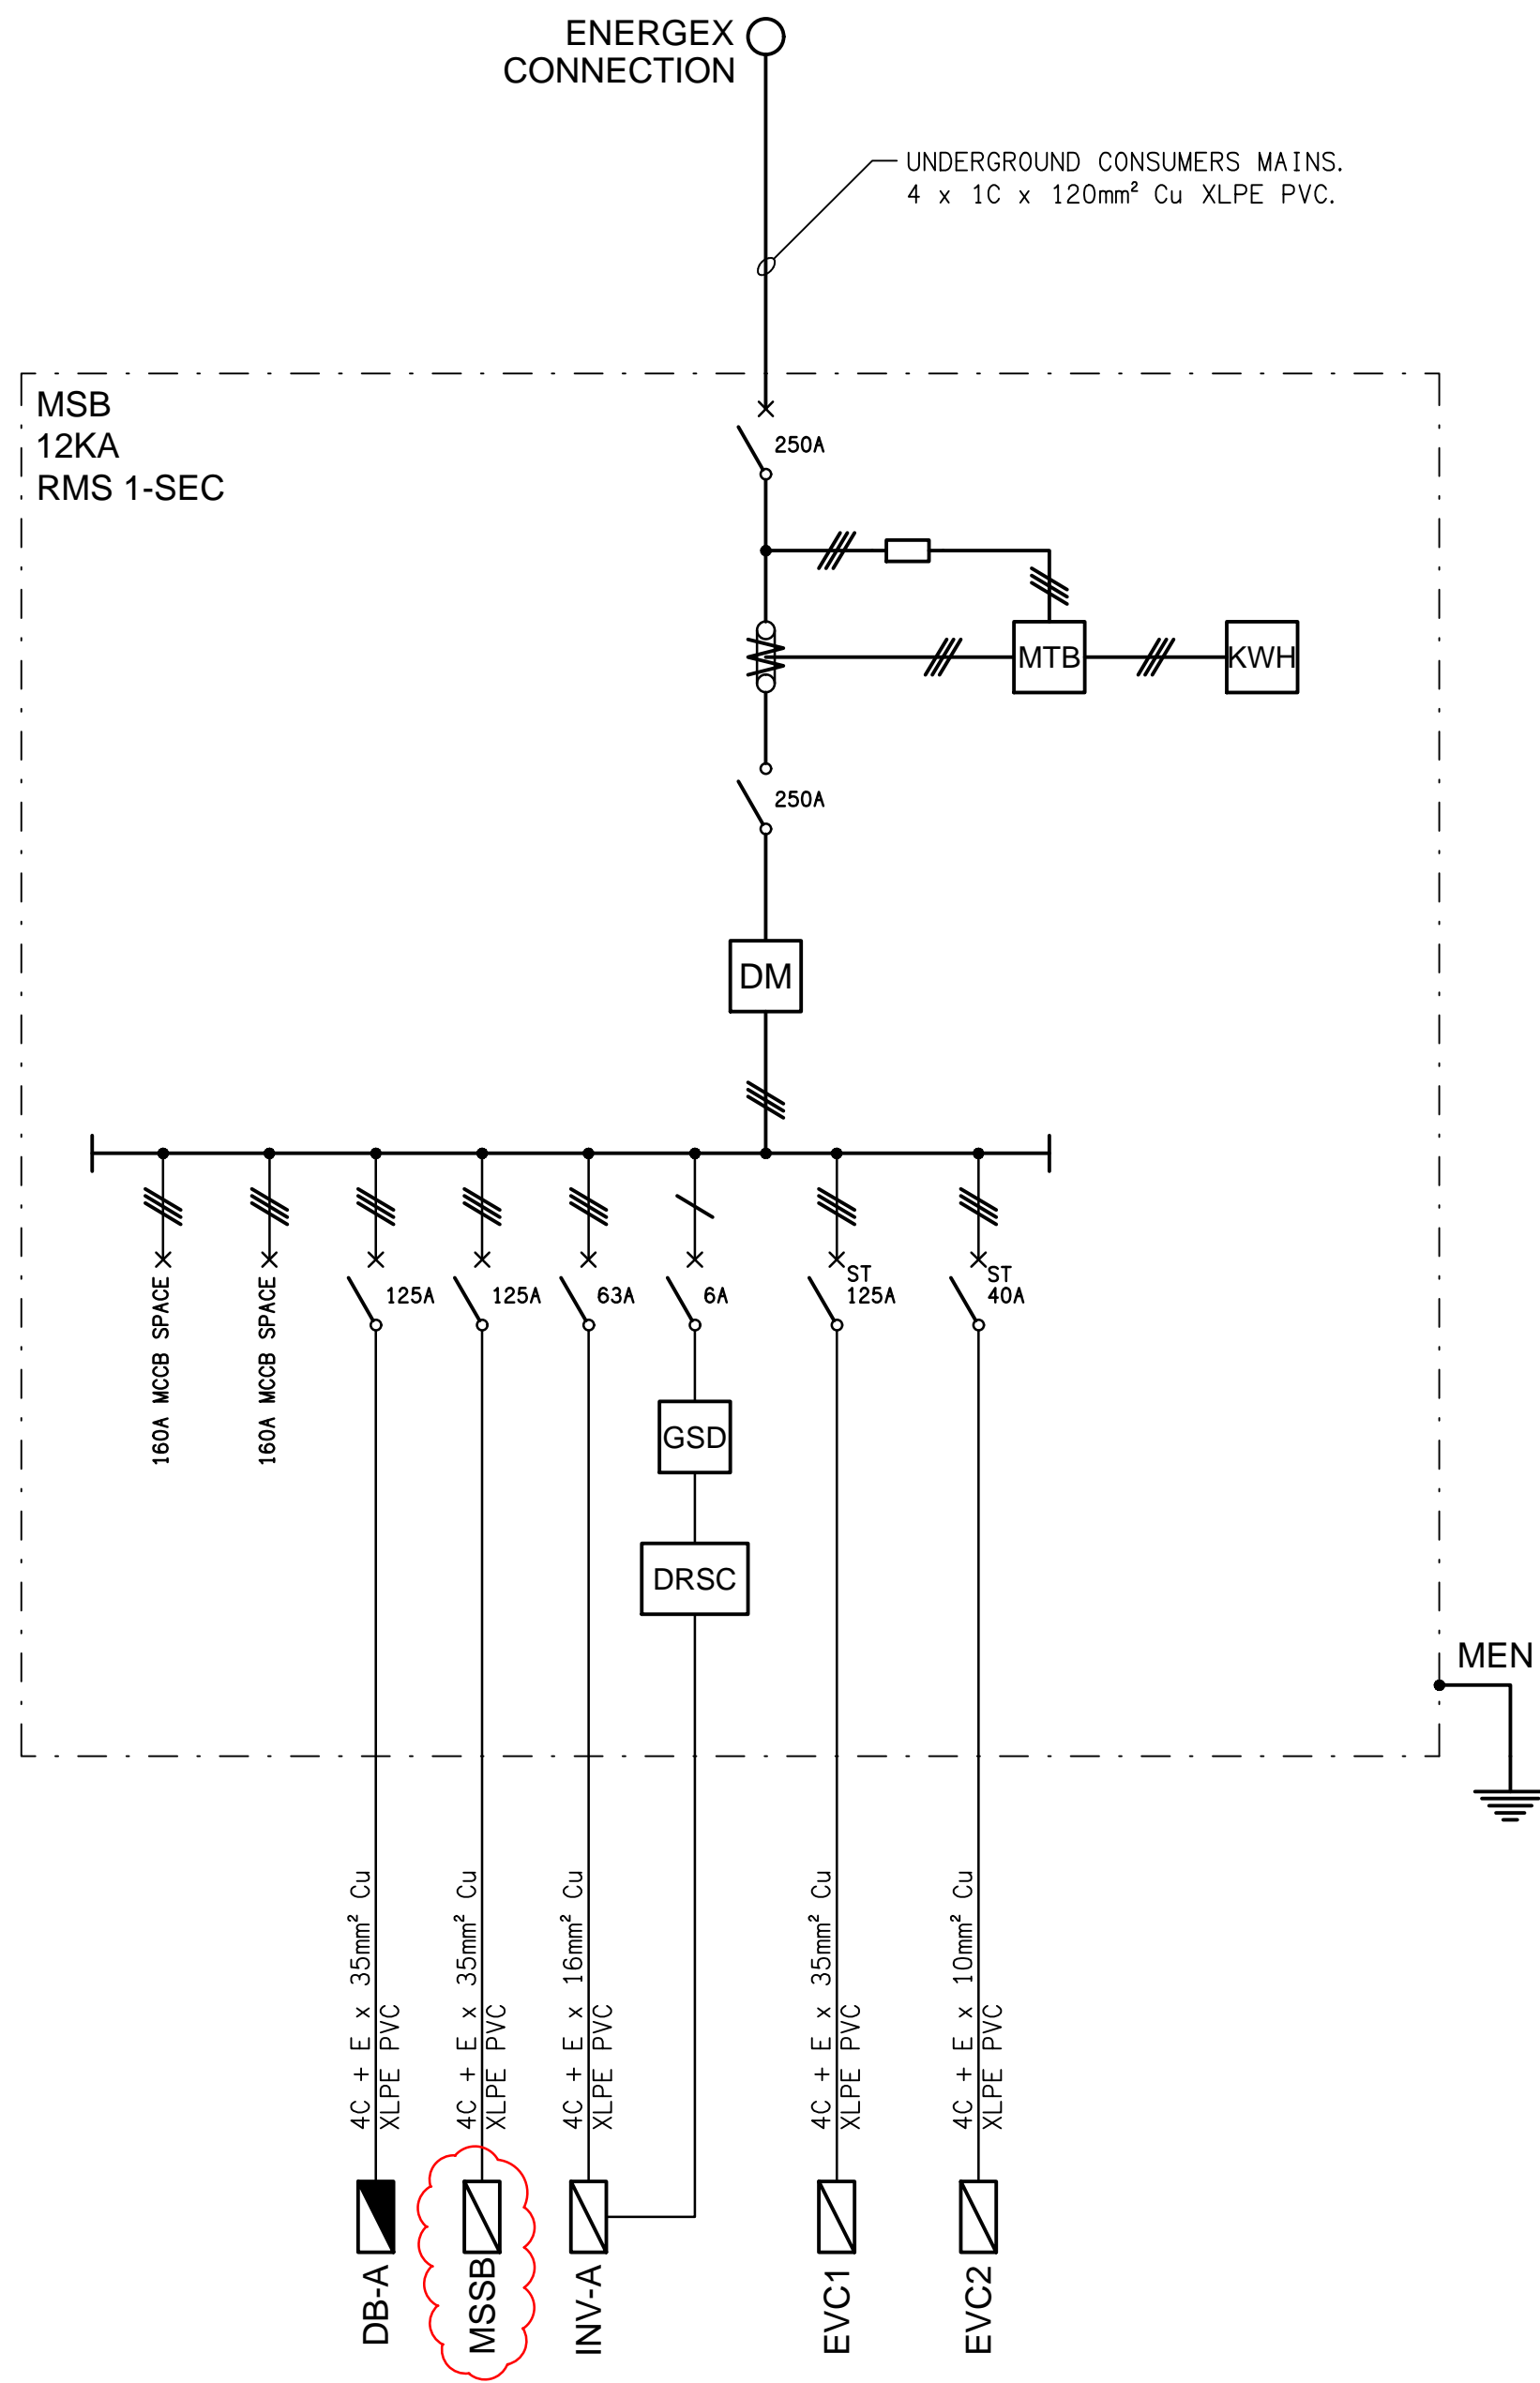 ENERGEX
CONNECTION
UNDERGROUND CONSUMERS MAINS.
4 x 1C x 120mm² Cu XLPE PVC.
MSB
12KA
RMS 1-SEC
250A
MTB
KWH
250A
DM
160A MCCB SPACE
160A MCCB SPACE
125A
125A
63A
6A
ST
125A
ST
40A
GSD
DRSC
MEN
4C + E x 35mm² Cu
XLPE PVC
4C + E x 35mm² Cu
XLPE PVC
4C + E x 16mm² Cu
XLPE PVC
4C + E x 35mm² Cu
XLPE PVC
4C + E x 10mm² Cu
XLPE PVC
DB-A
MSSB
INV-A
EVC1
EVC2